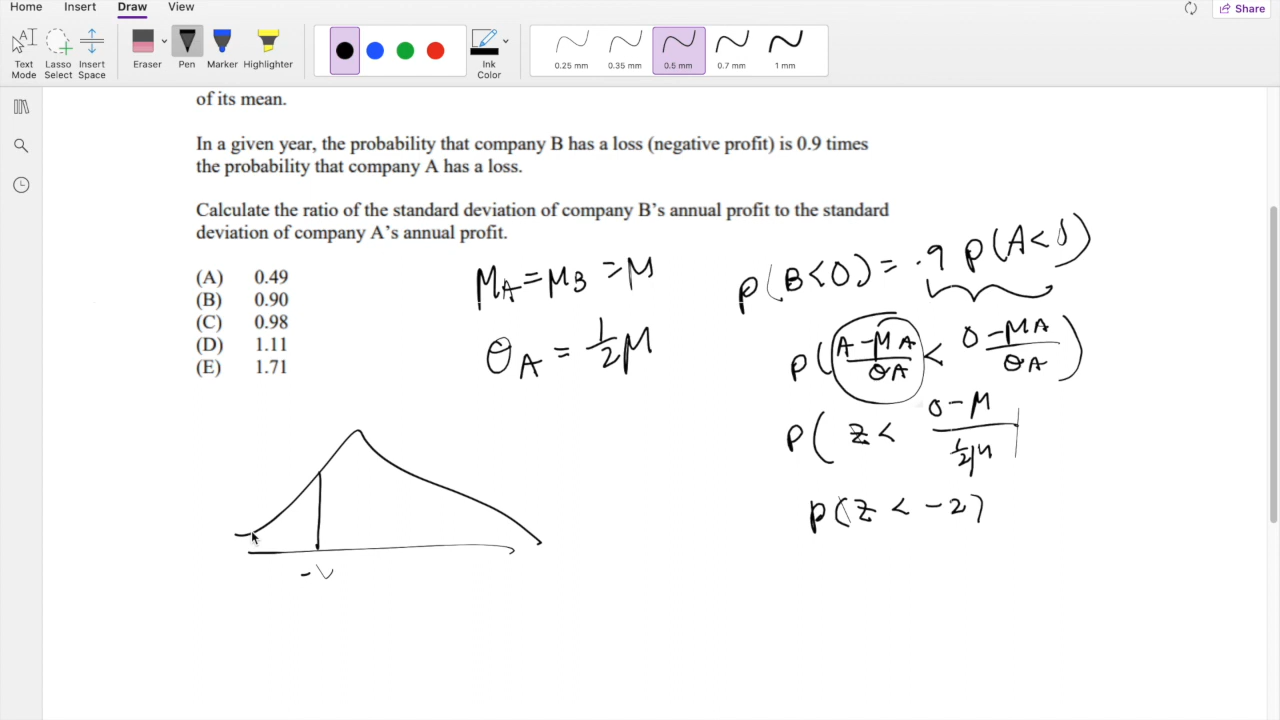 Home Insert Draw View
Share
Text Mode
Lasso Select
Insert Space
Eraser
Pen
Marker
Highlighter
Ink Color
0.25 mm
0.35 mm
0.5 mm
0.7 mm
1 mm
of its mean.
In a given year, the probability that company B has a loss (negative profit) is 0.9 times
the probability that company A has a loss.
Calculate the ratio of the standard deviation of company B's annual profit to the standard
deviation of company A's annual profit.
(A) 0.49
(B) 0.90
(C) 0.98
(D) 1.11
(E) 1.71
MA = MB = M
θA = 1/2 M
P(B < 0) = .9 P(A < 0)
P( A - MA / θA < 0 - MA / θA )
P( Z < 0 - M / 1/2 M
P(Z < -2)